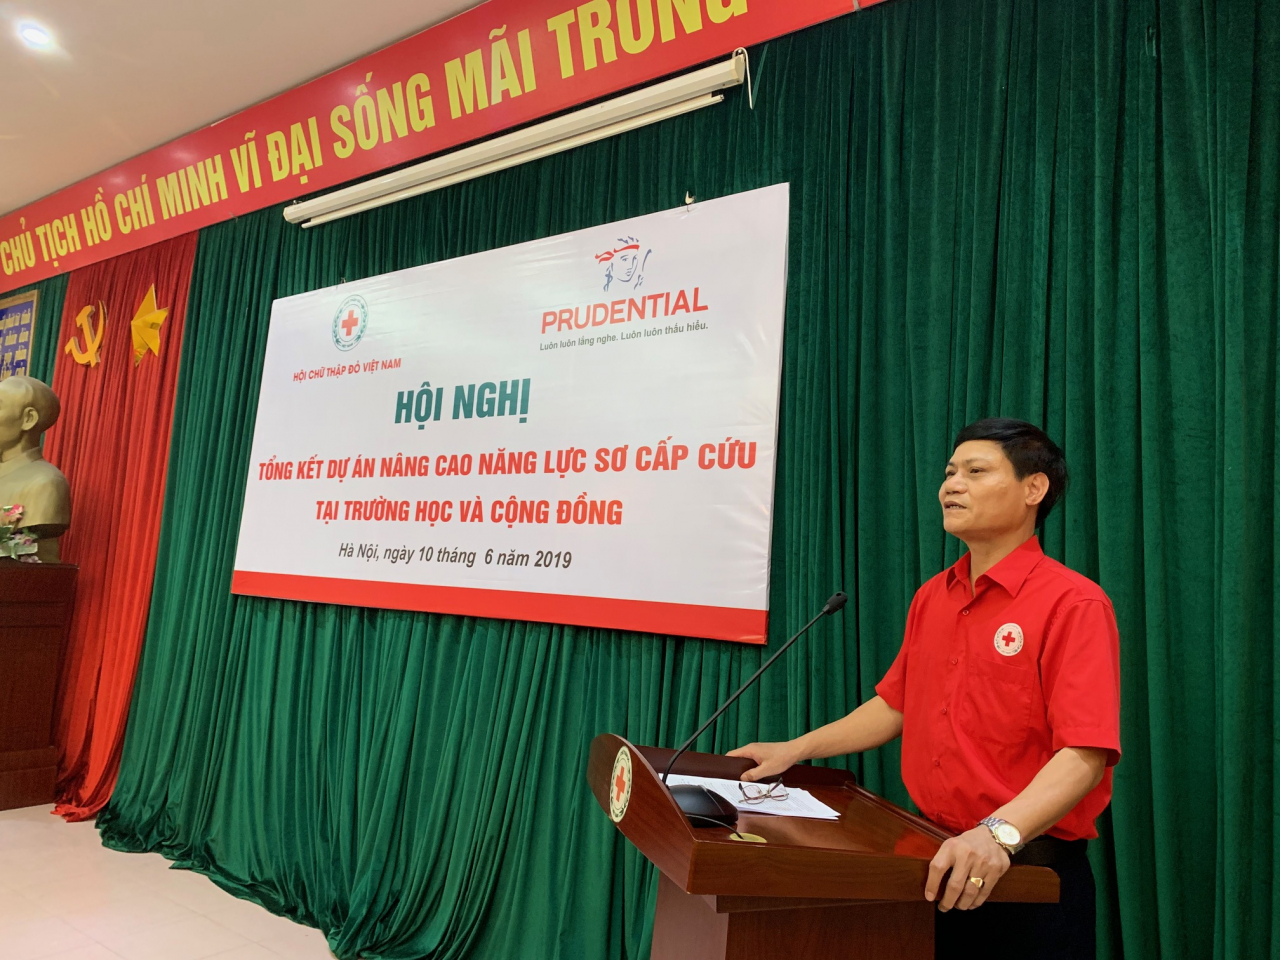 CHỦ TỊCH HỒ CHÍ MINH VĨ ĐẠI SỐNG MÃI TRONG
HỘI CHỮ THẬP ĐỎ VIỆT NAM
PRUDENTIAL
Luôn luôn lắng nghe. Luôn luôn thấu hiểu.
HỘI NGHỊ
TỔNG KẾT DỰ ÁN NÂNG CAO NĂNG LỰC SƠ CẤP CỨU
TẠI TRƯỜNG HỌC VÀ CỘNG ĐỒNG
Hà Nội, ngày 10 tháng 6 năm 2019